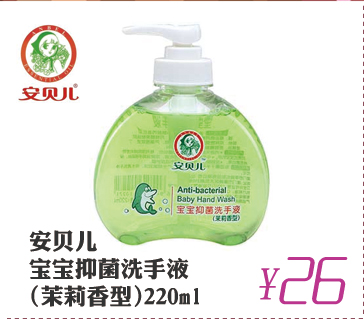 安贝儿®
安贝儿
Anti-bacterial
Baby Hand Wash
宝宝抑菌洗手液
(茉莉香型)
安贝儿
宝宝抑菌洗手液
(茉莉香型)220ml
¥26